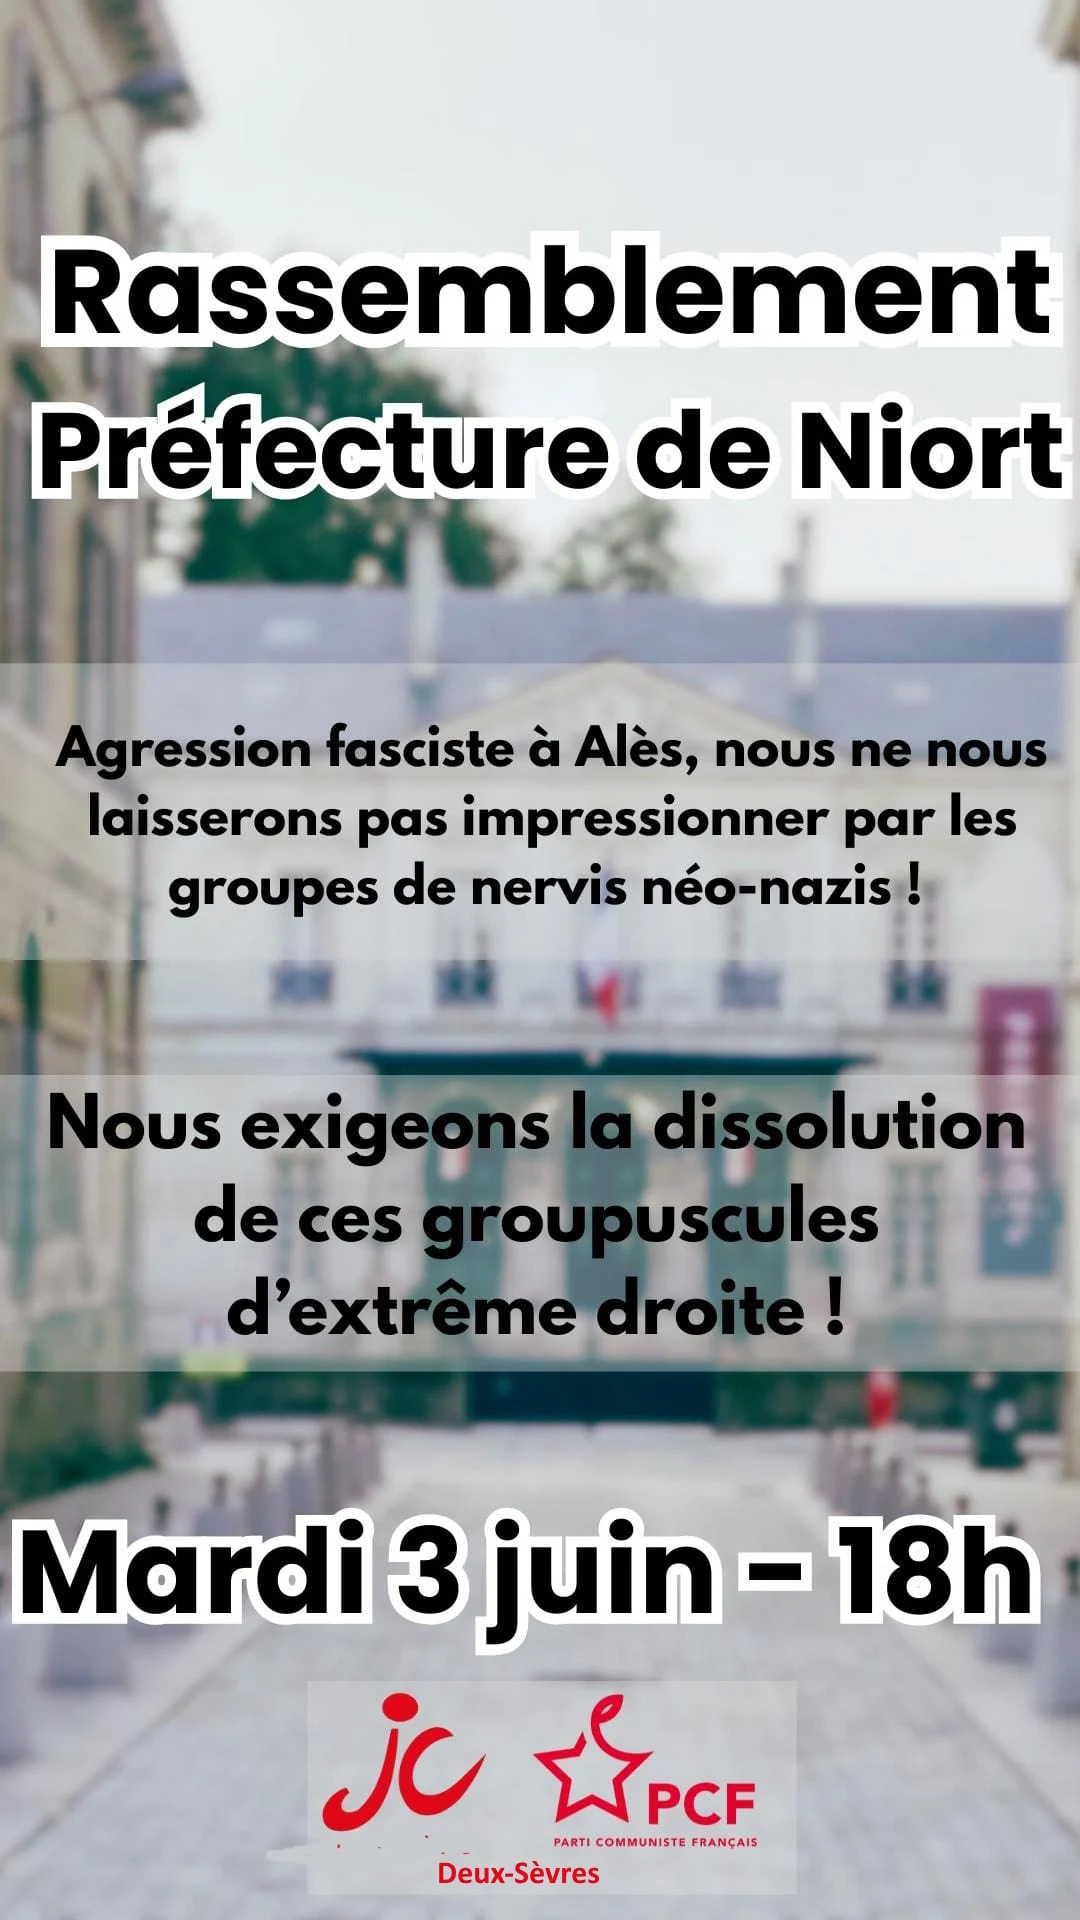 Rassemblement
Préfecture de Niort
Agression fasciste à Alès, nous ne nous
laisserons pas impressionner par les
groupes de nervis néo-nazis !
Nous exigeons la dissolution
de ces groupuscules
d’extrême droite !
Mardi 3 juin – 18h
jc
PCF
PARTI COMMUNISTE FRANÇAIS
Deux-Sèvres